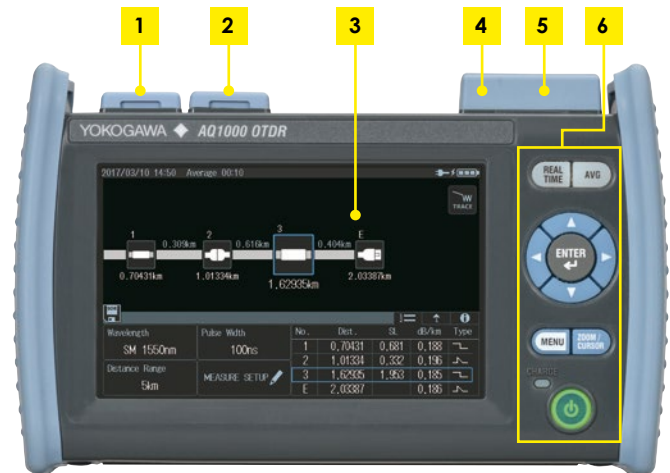 1 2 3 4 5 6
YOKOGAWA ◆ AQ1000 OTDR
2017/03/10 14:50 Average 00:10
TRACE
1 2 3 E
0.309km 0.616km 0.404km
0.70431km 1.01334km 1.62935km 2.03387km
Wavelength
SM 1550nm
Pulse Width
100ns
Distance Range
5km
MEASURE SETUP
No. Dist. SL dB/km Type
1 0.70431 0.681 0.188
2 1.01334 0.332 0.196
3 1.62935 1.953 0.185
E 2.03387 0.186
REAL TIME
AVG
ENTER
MENU
ZOOM/
CURSOR
CHARGE